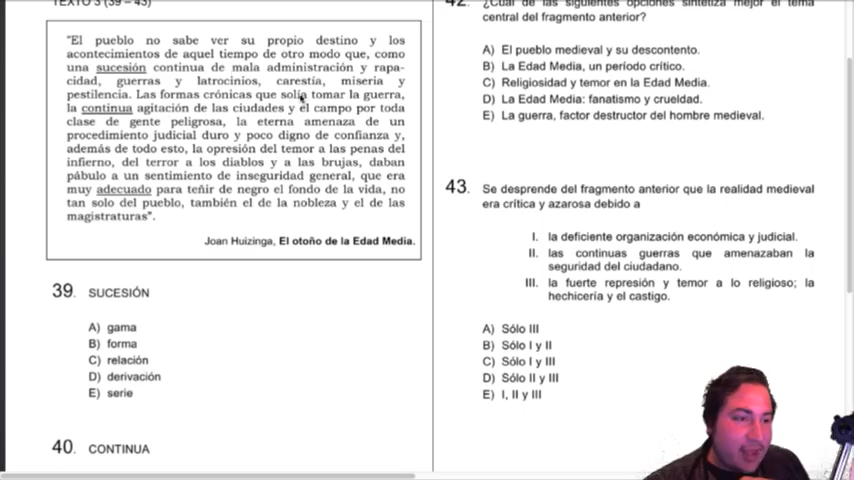 TEXTO 3 (39 – 43)
"El pueblo no sabe ver su propio destino y los
acontecimientos de aquel tiempo de otro modo que, como
una sucesión continua de mala administración y rapa-
cidad, guerras y latrocinios, carestía, miseria y
pestilencia. Las formas crónicas que solía tomar la guerra,
la continua agitación de las ciudades y el campo por toda
clase de gente peligrosa, la eterna amenaza de un
procedimiento judicial duro y poco digno de confianza y,
además de todo esto, la opresión del temor a las penas del
infierno, del terror a los diablos y a las brujas, daban
pábulo a un sentimiento de inseguridad general, que era
muy adecuado para teñir de negro el fondo de la vida, no
tan solo del pueblo, también el de la nobleza y el de las
magistraturas".
Joan Huizinga, El otoño de la Edad Media.
39. SUCESIÓN
A) gama
B) forma
C) relación
D) derivación
E) serie
40. CONTINUA
42. ¿Cuál de las siguientes opciones sintetiza mejor el tema
central del fragmento anterior?
A) El pueblo medieval y su descontento.
B) La Edad Media, un período crítico.
C) Religiosidad y temor en la Edad Media.
D) La Edad Media: fanatismo y crueldad.
E) La guerra, factor destructor del hombre medieval.
43. Se desprende del fragmento anterior que la realidad medieval
era crítica y azarosa debido a
I. la deficiente organización económica y judicial.
II. las continuas guerras que amenazaban la
seguridad del ciudadano.
III. la fuerte represión y temor a lo religioso; la
hechicería y el castigo.
A) Sólo III
B) Sólo I y II
C) Sólo I y III
D) Sólo II y III
E) I, II y III